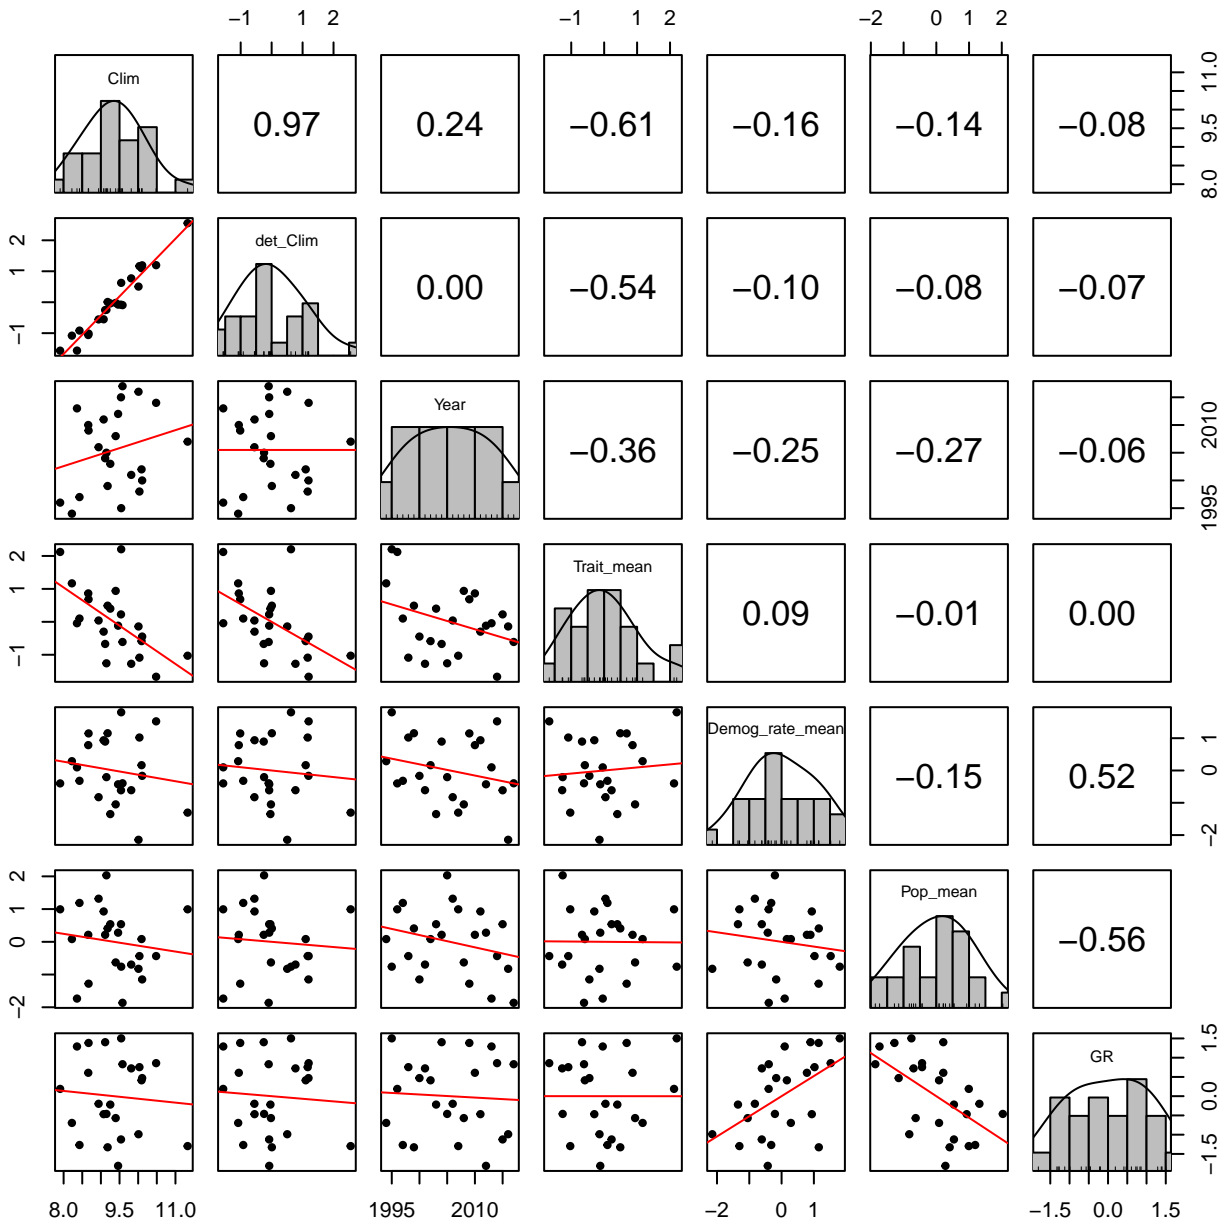 −1 1 2 −1 1 2 −2 0 2
Clim 0.97 0.24 −0.61 −0.16 −0.14 −0.08 8.0 9.5 11.0
−1 1 2 det_Clim 0.00 −0.54 −0.10 −0.08 −0.07
Year −0.36 −0.25 −0.27 −0.06 1995 2010
−1 1 2 Trait_mean 0.09 −0.01 0.00
Demog_rate_mean −0.15 0.52 −2 0 1
−2 0 1 2 Pop_mean −0.56
GR −1.5 0.0 1.5
8.0 9.5 11.0 1995 2010 −2 0 1 −1.5 0.0 1.5